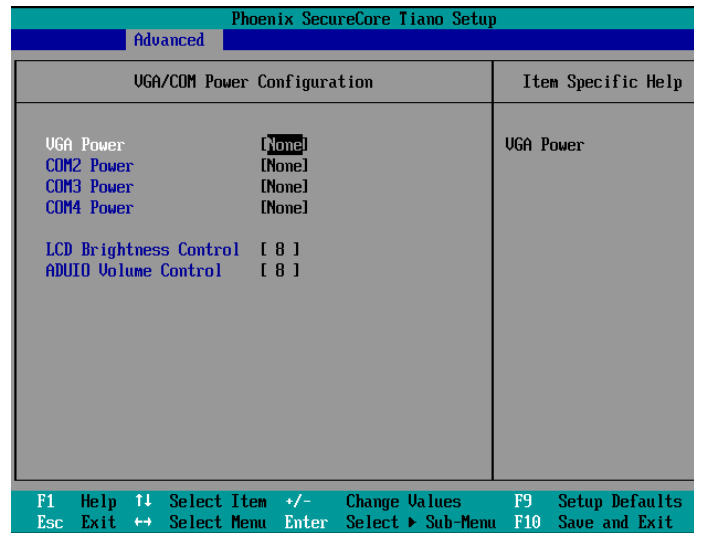 Phoenix SecureCore Tiano Setup
Advanced
VGA/COM Power Configuration
Item Specific Help
VGA Power [None]
VGA Power
COM2 Power [None]
COM3 Power [None]
COM4 Power [None]
LCD Brightness Control [ 8 ]
ADUIO Volume Control [ 8 ]
F1 Help ↑↓ Select Item +/- Change Values F9 Setup Defaults
Esc Exit ↔ Select Menu Enter Select ▶ Sub-Menu F10 Save and Exit